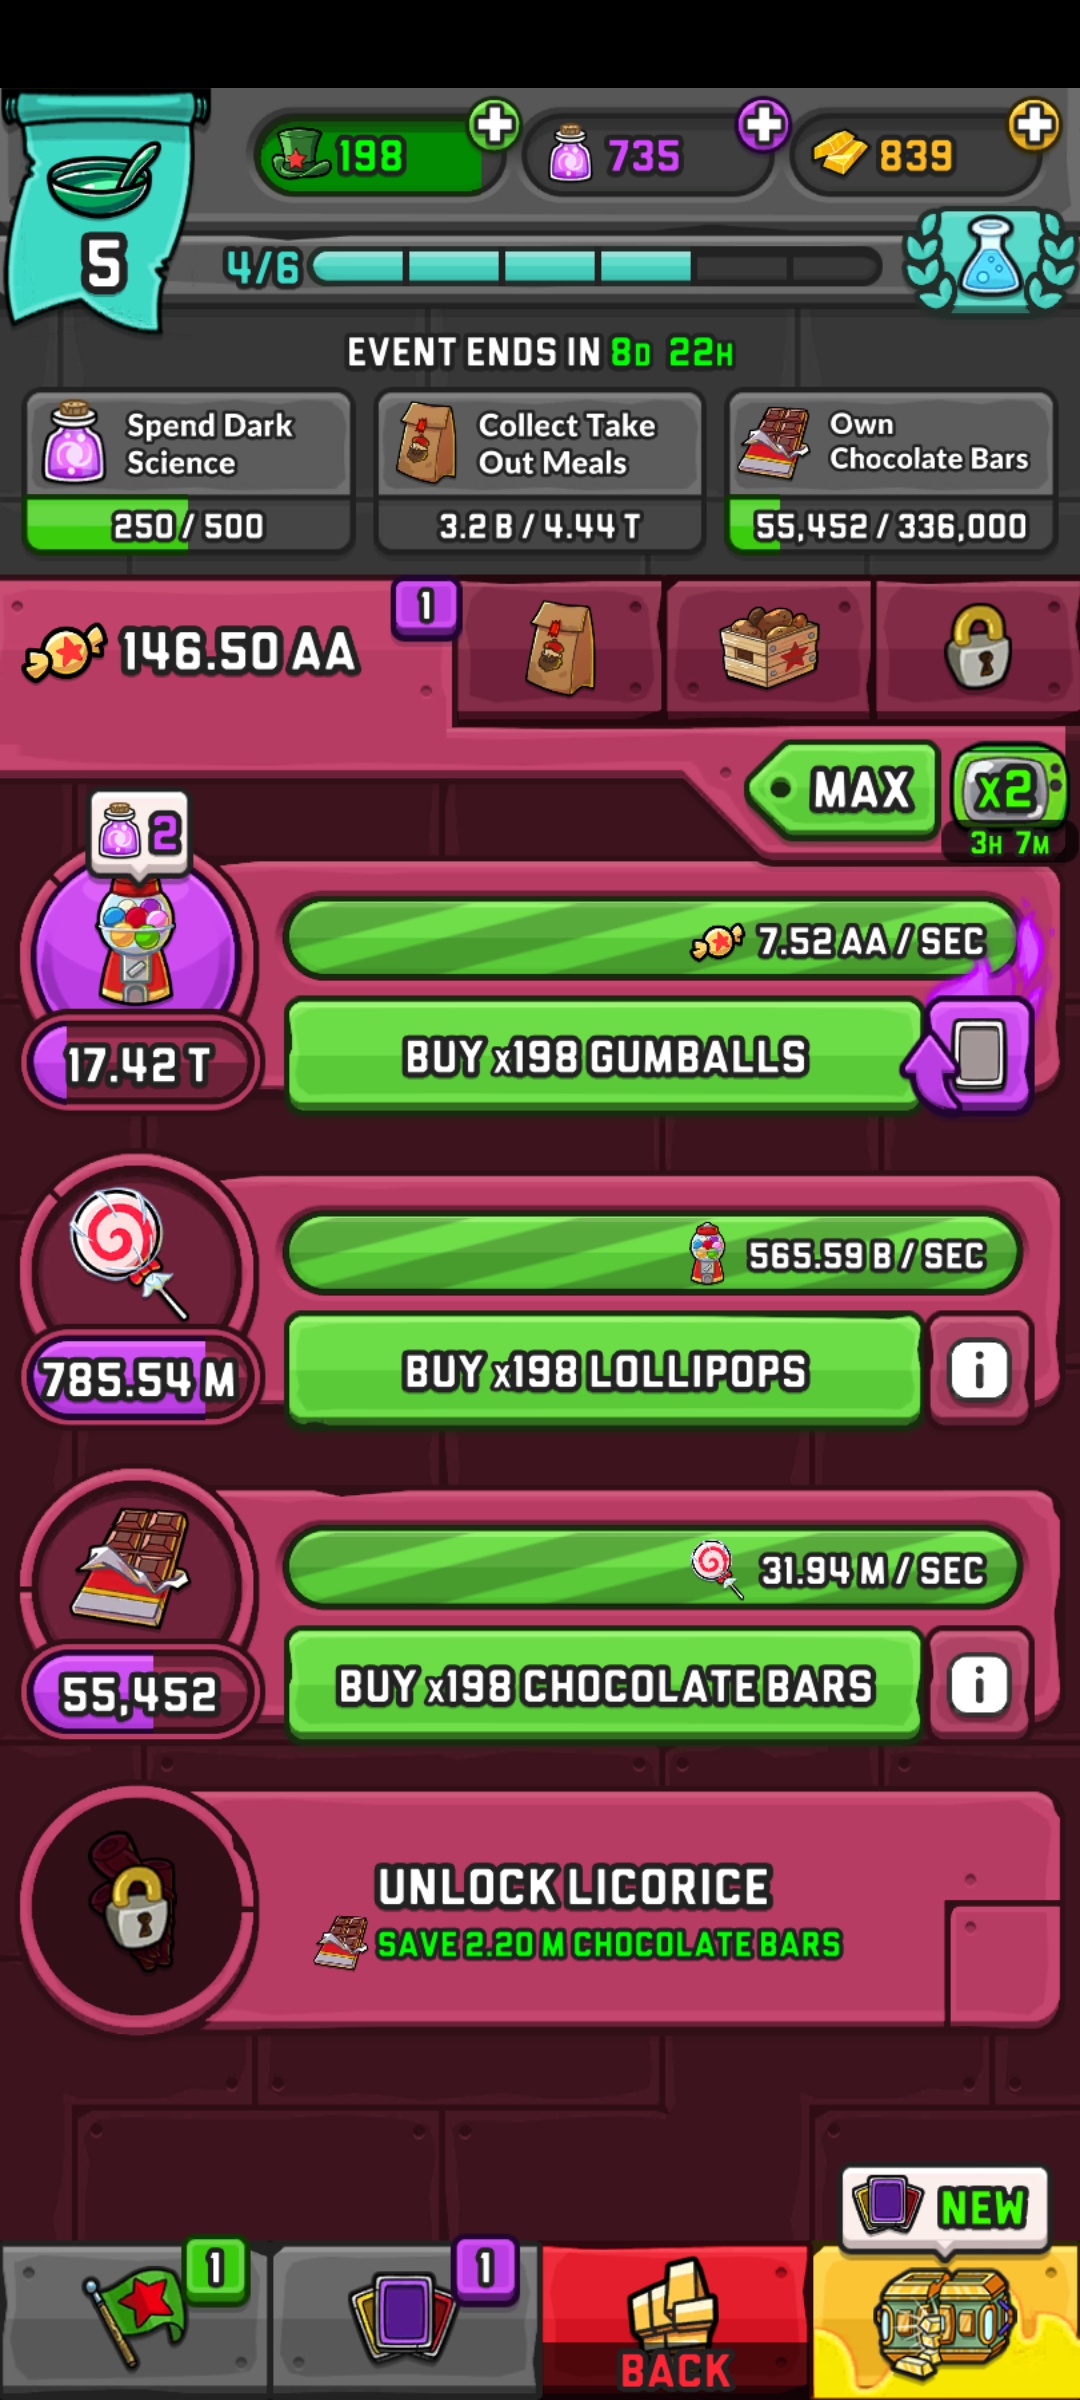 198
735
839
5
4/6
EVENT ENDS IN 8D 22H
Spend Dark
Science
250 / 500
Collect Take
Out Meals
3.2 B / 4.44 T
Own
Chocolate Bars
55,452 / 336,000
146.50 AA
1
MAX
x2
3H 7M
2
7.52 AA / SEC
17.42 T
BUY x198 GUMBALLS
565.59 B / SEC
785.54 M
BUY x198 LOLLIPOPS
i
31.94 M / SEC
55,452
BUY x198 CHOCOLATE BARS
i
UNLOCK LICORICE
SAVE 2.20 M CHOCOLATE BARS
NEW
1
1
BACK